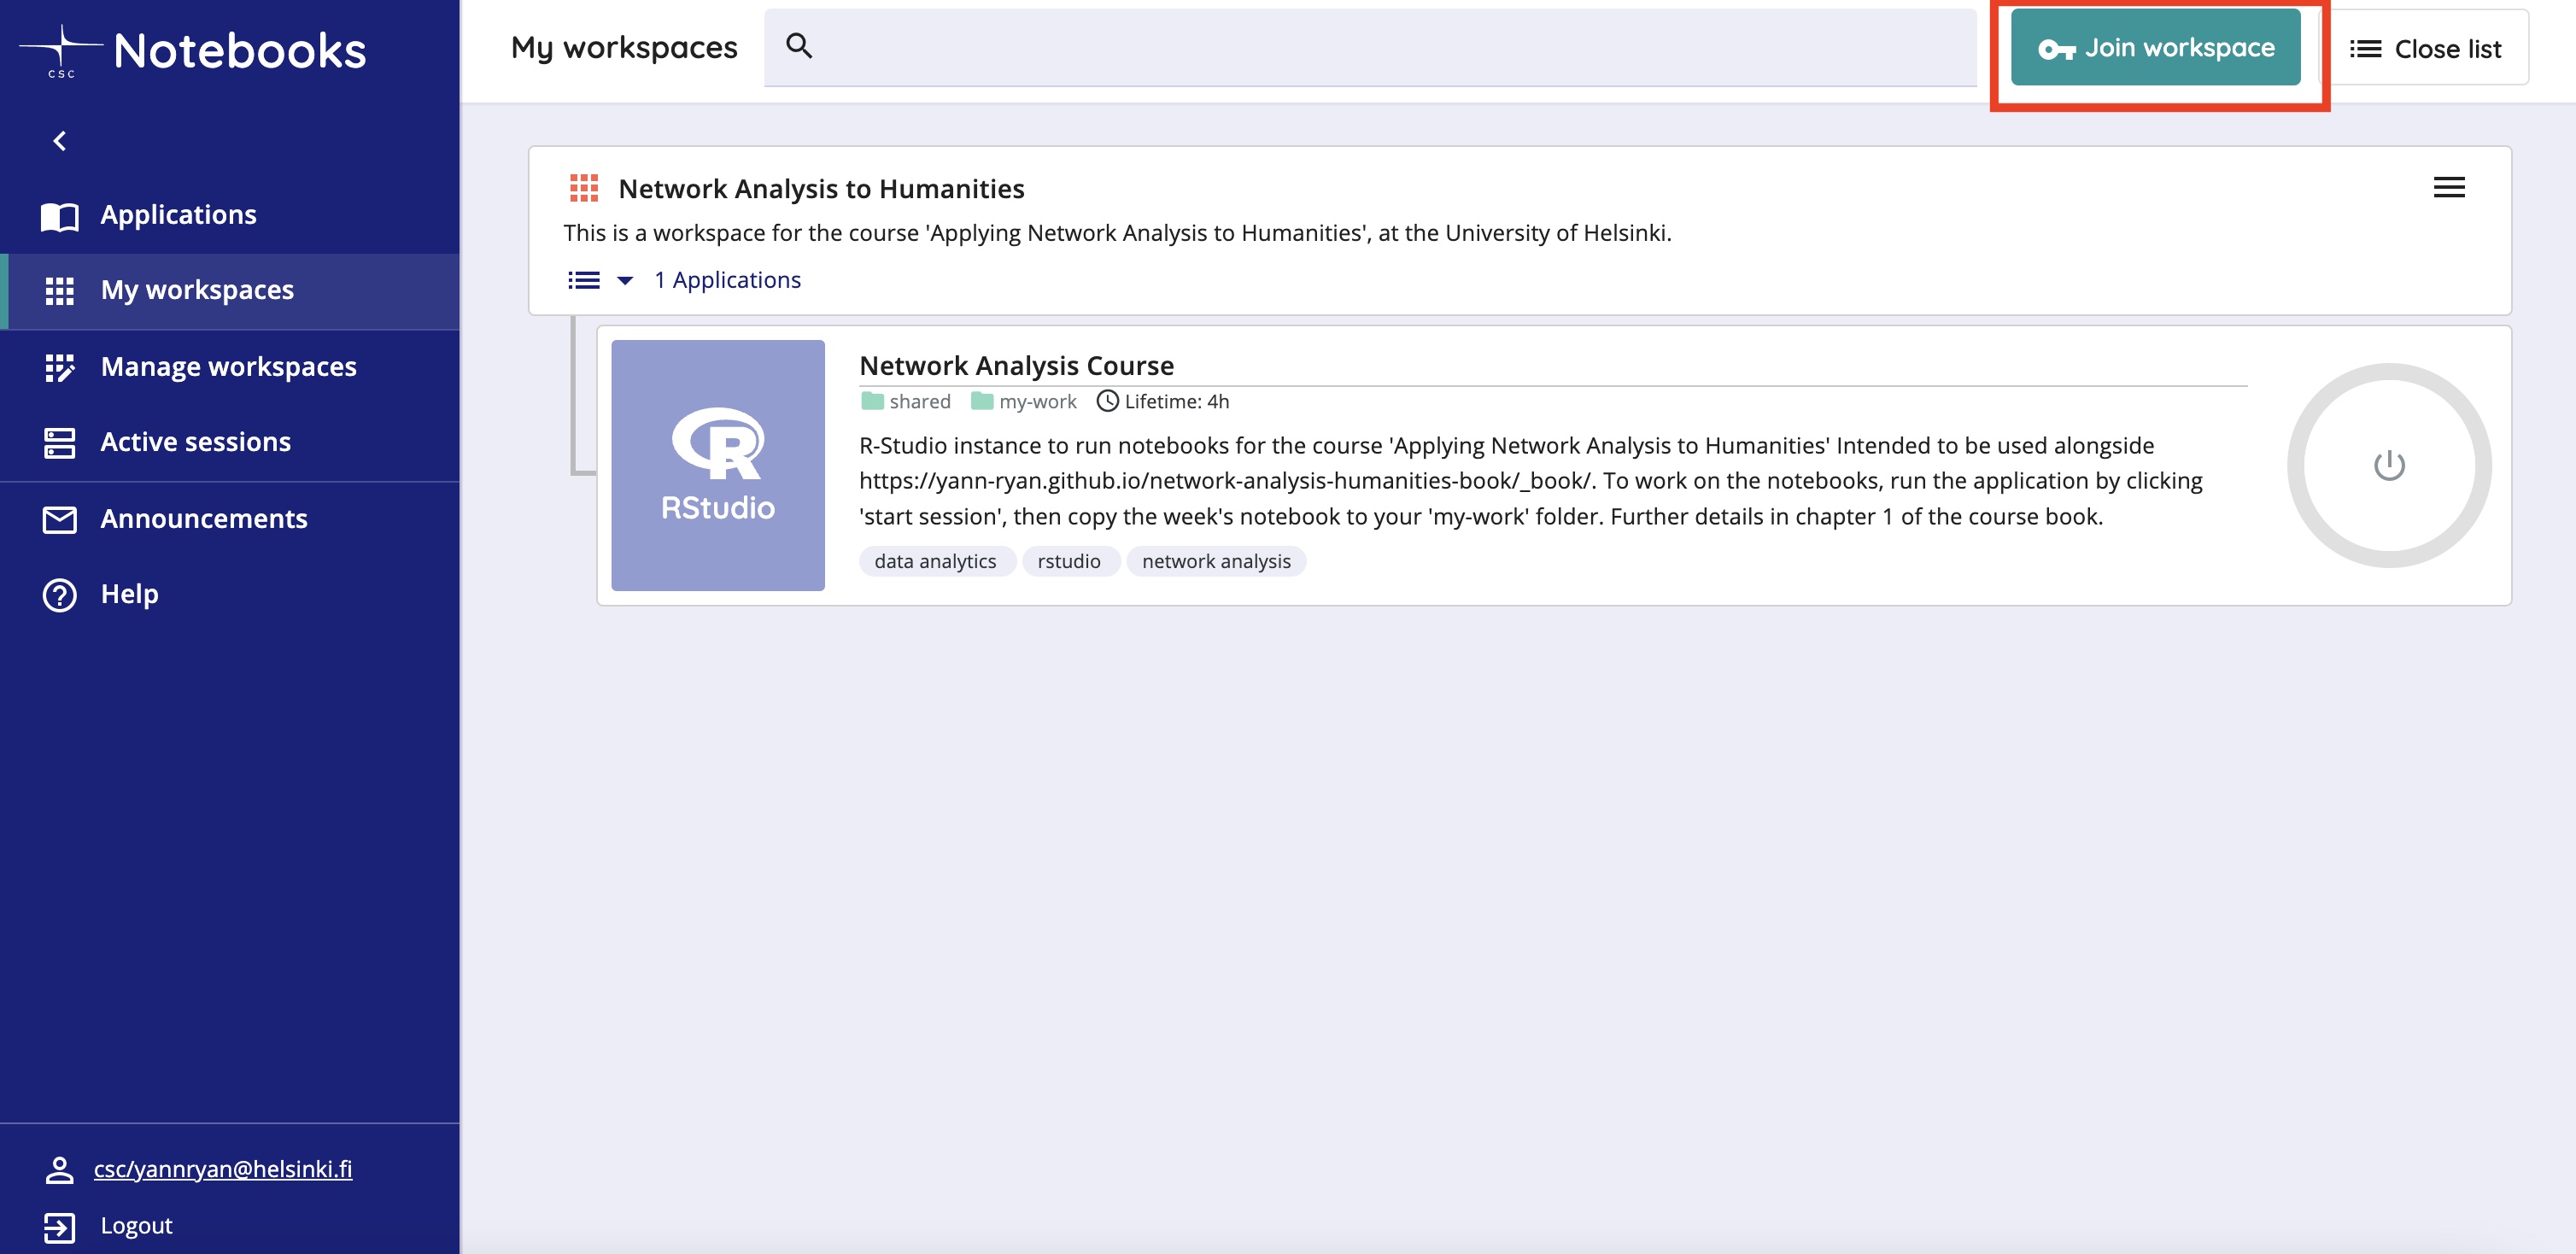 CSC
Notebooks
Applications
My workspaces
Manage workspaces
Active sessions
Announcements
Help
csc/yannryan@helsinki.fi
Logout
My workspaces
Join workspace
Close list
Network Analysis to Humanities
This is a workspace for the course 'Applying Network Analysis to Humanities', at the University of Helsinki.
1 Applications
R
RStudio
Network Analysis Course
shared my-work Lifetime: 4h
R-Studio instance to run notebooks for the course 'Applying Network Analysis to Humanities' Intended to be used alongside
https://yann-ryan.github.io/network-analysis-humanities-book/_book/. To work on the notebooks, run the application by clicking
'start session', then copy the week's notebook to your 'my-work' folder. Further details in chapter 1 of the course book.
data analytics rstudio network analysis